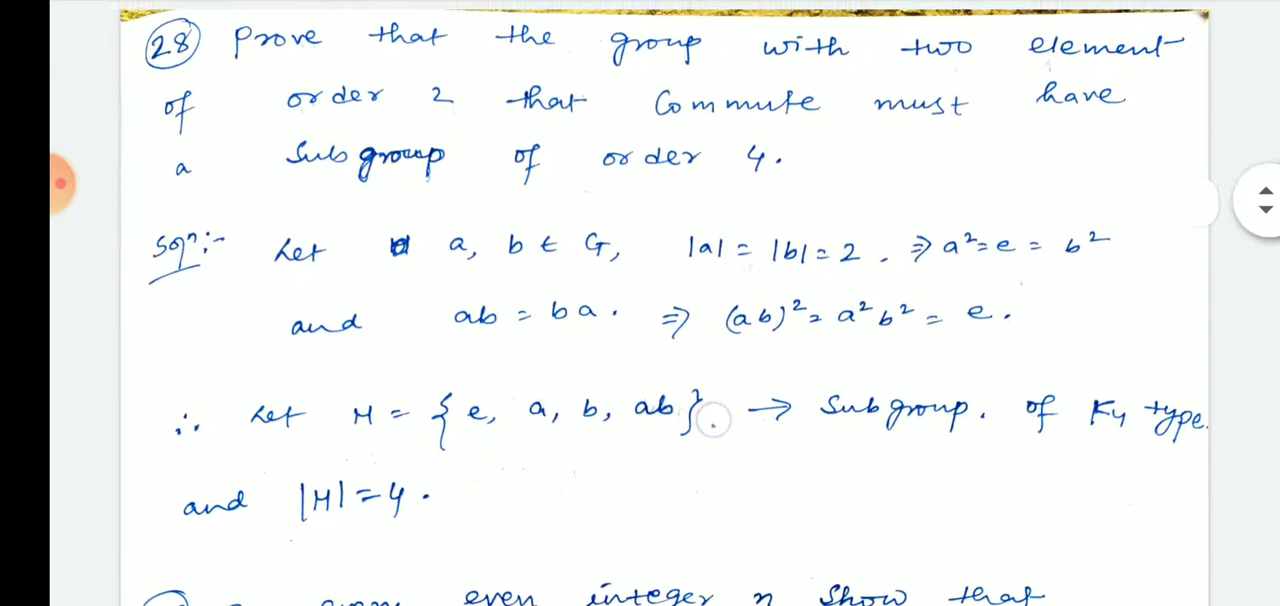 (28) Prove that the group with two element
of order 2 that Commute must have
a Subgroup of order 4.
Soln:- Let a, b ∈ G, |a| = |b| = 2. ⇒ a² = e = b²
and ab = ba. ⇒ (ab)² = a² b² = e.
∴ Let H = {e, a, b, ab}. → Subgroup. of K4 type.
and |H| = 4.
even integer n Show that